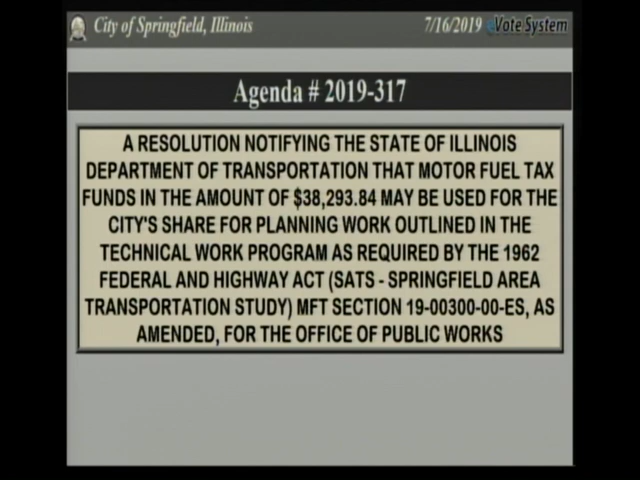 City of Springfield, Illinois 7/16/2019 eVote System
Agenda # 2019-317
A RESOLUTION NOTIFYING THE STATE OF ILLINOIS
DEPARTMENT OF TRANSPORTATION THAT MOTOR FUEL TAX
FUNDS IN THE AMOUNT OF $38,293.84 MAY BE USED FOR THE
CITY'S SHARE FOR PLANNING WORK OUTLINED IN THE
TECHNICAL WORK PROGRAM AS REQUIRED BY THE 1962
FEDERAL AND HIGHWAY ACT (SATS - SPRINGFIELD AREA
TRANSPORTATION STUDY) MFT SECTION 19-00300-00-ES, AS
AMENDED, FOR THE OFFICE OF PUBLIC WORKS